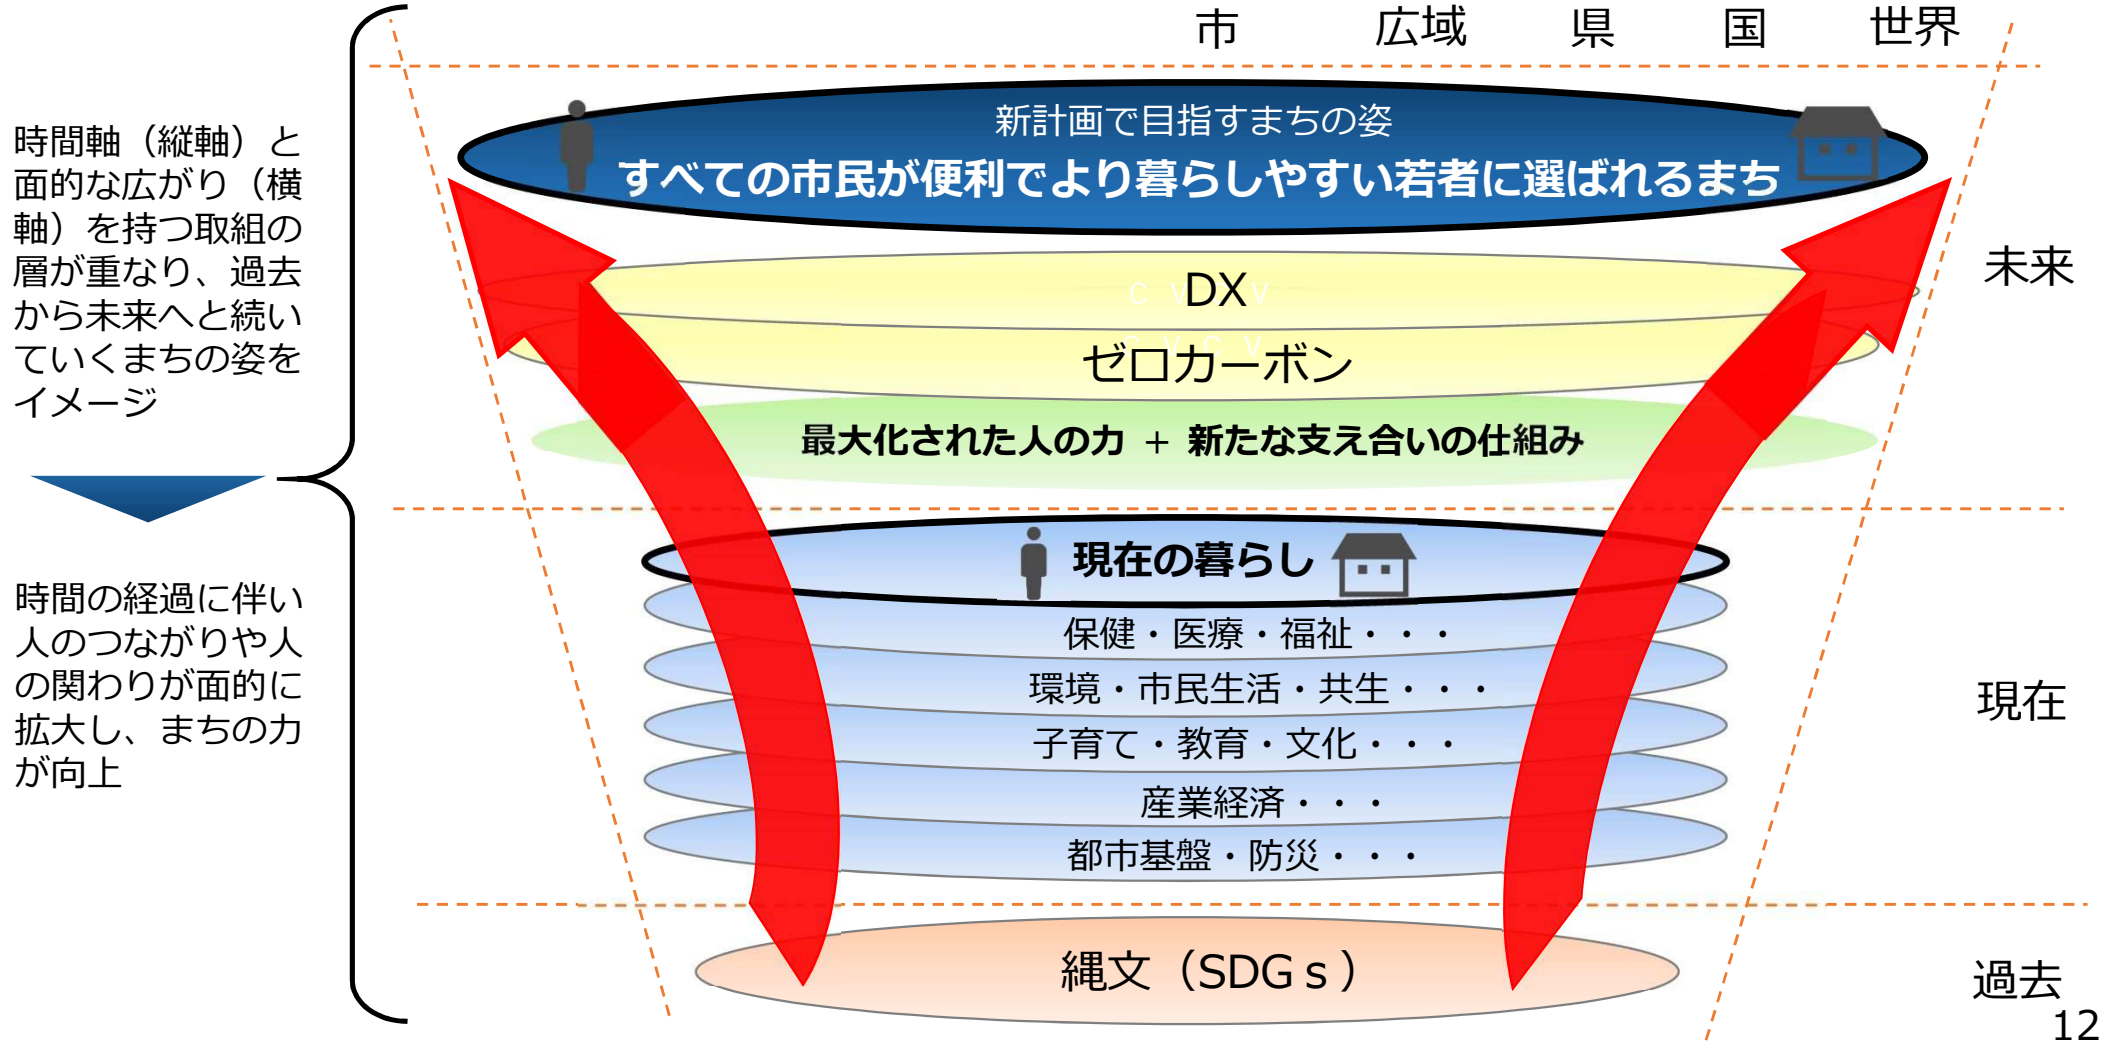 市 広域 県 国 世界
時間軸（縦軸）と
面的な広がり（横
軸）を持つ取組の
層が重なり、過去
から未来へと続い
ていくまちの姿を
イメージ
時間の経過に伴い
人のつながりや人
の関わりが面的に
拡大し、まちの力
が向上
新計画で目指すまちの姿
すべての市民が便利でより暮らしやすい若者に選ばれるまち
DX
ゼロカーボン
最大化された人の力 + 新たな支え合いの仕組み
未来
現在の暮らし
保健・医療・福祉・・・
環境・市民生活・共生・・・
子育て・教育・文化・・・
産業経済・・・
都市基盤・防災・・・
現在
縄文（SDGｓ）
過去
12